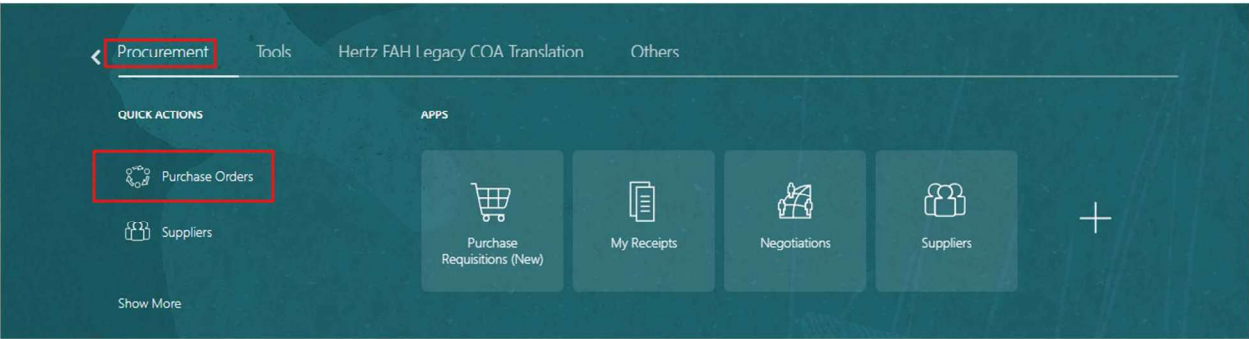 Procurement Tools Hertz FAH Legacy COA Translation Others
QUICK ACTIONS
APPS
Purchase Orders
Suppliers
Show More
Purchase
Requisitions (New)
My Receipts
Negotiations
Suppliers